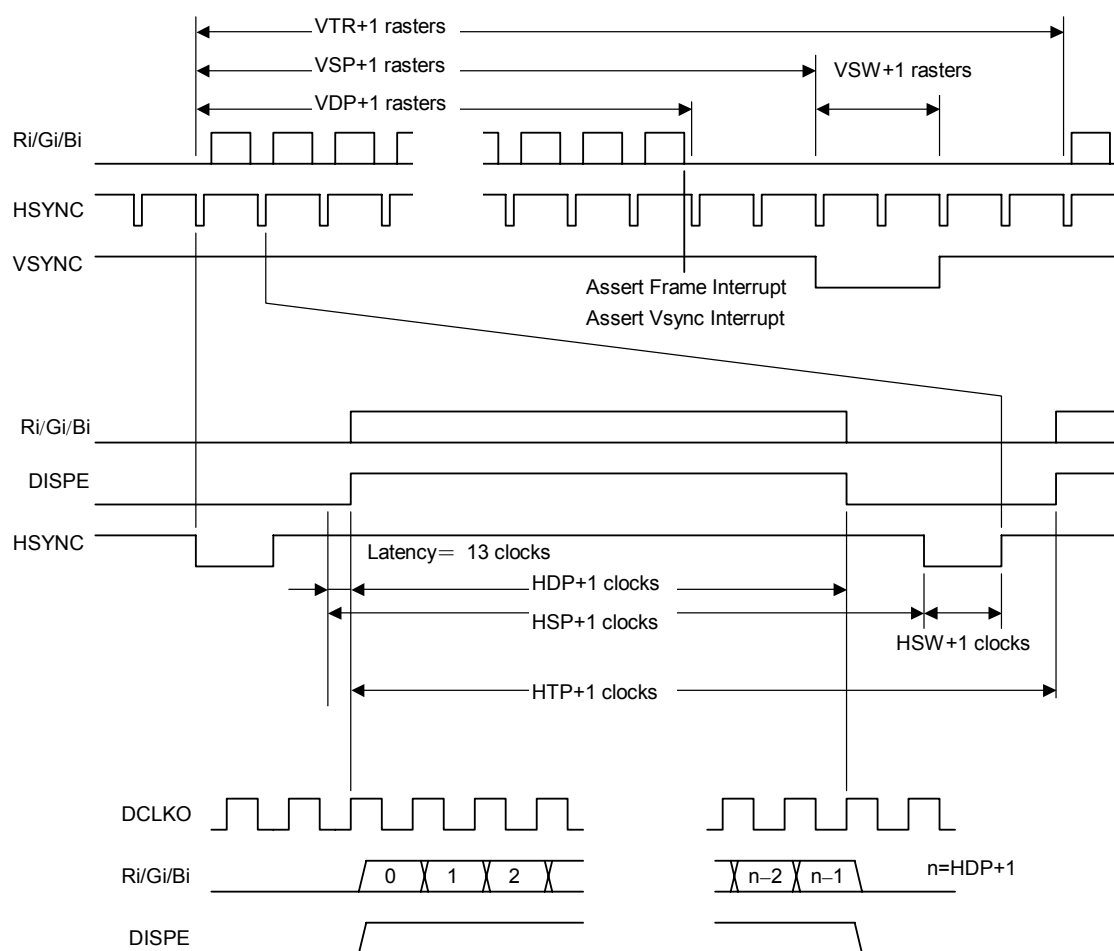 VTR+1 rasters
VSP+1 rasters
VSW+1 rasters
VDP+1 rasters
Ri/Gi/Bi
HSYNC
VSYNC
Assert Frame Interrupt
Assert Vsync Interrupt
Ri/Gi/Bi
DISPE
HSYNC
Latency= 13 clocks
HDP+1 clocks
HSP+1 clocks
HSW+1 clocks
HTP+1 clocks
DCLKO
Ri/Gi/Bi 0 1 2 n–2 n–1 n=HDP+1
DISPE